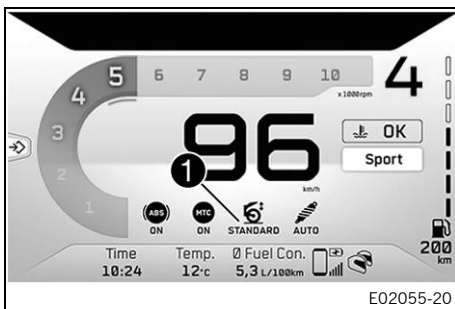 1 2 3 4 5 6 7 8 9 10
x1000rpm
4
96
km/h
OK
Sport
1
ABS
ON
MTC
ON
STANDARD
AUTO
Time
10:24
Temp.
12°C
Ø Fuel Con.
5,3 L/100km
200
km
E02055-20